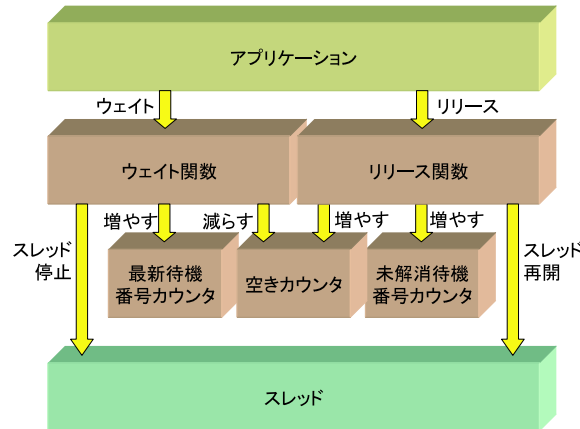 アプリケーション
ウェイト
リリース
ウェイト関数
リリース関数
増やす
減らす
増やす
増やす
スレッド
停止
最新待機
番号カウンタ
空きカウンタ
未解消待機
番号カウンタ
スレッド
再開
スレッド